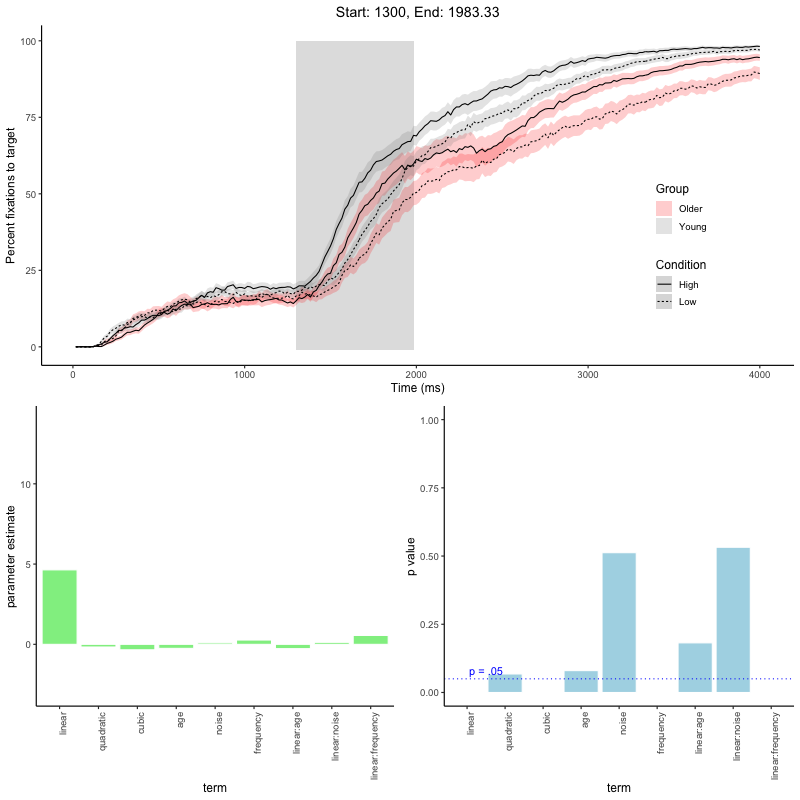 Start: 1300, End: 1983.33
Percent fixations to target
100
75
50
25
0
0
1000
2000
3000
4000
Time (ms)
Group
Older
Young
Condition
High
Low
parameter estimate
10
5
0
linear
quadratic
cubic
age
noise
frequency
linear:age
linear:noise
linear:frequency
term
p value
1.00
0.75
0.50
0.25
0.00
p = .05
linear
quadratic
cubic
age
noise
frequency
linear:age
linear:noise
linear:frequency
term